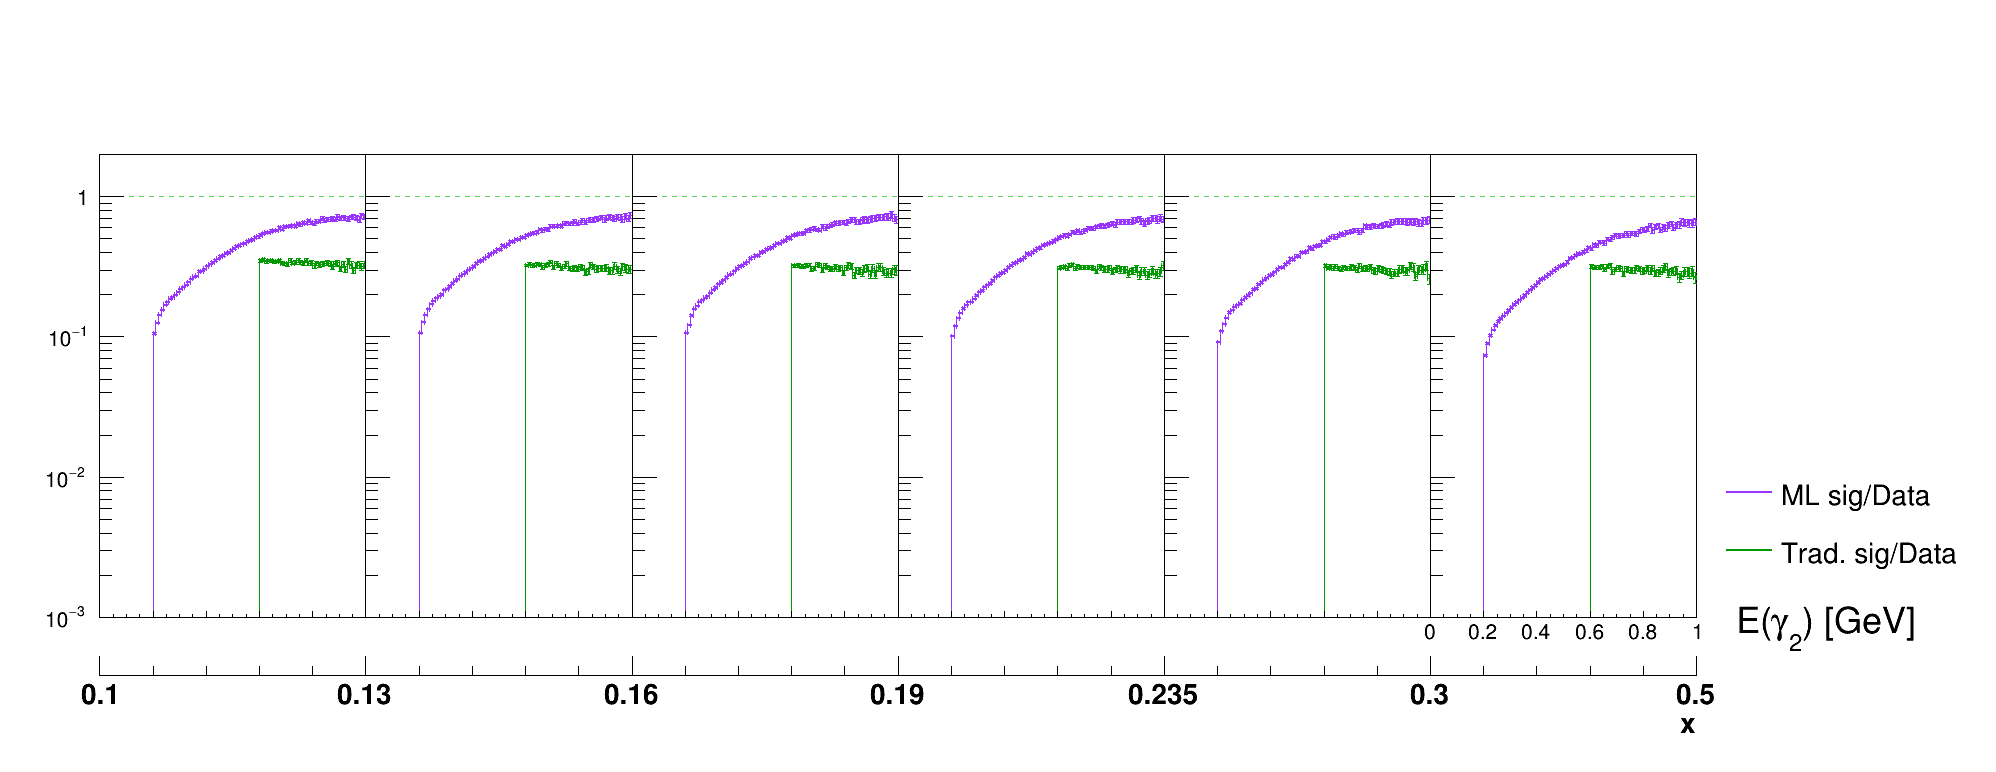 1
10⁻¹
10⁻²
10⁻³
ML sig/Data
Trad. sig/Data
E(γ₂) [GeV]
0 0.2 0.4 0.6 0.8 1
0.1 0.13 0.16 0.19 0.235 0.3 0.5
x